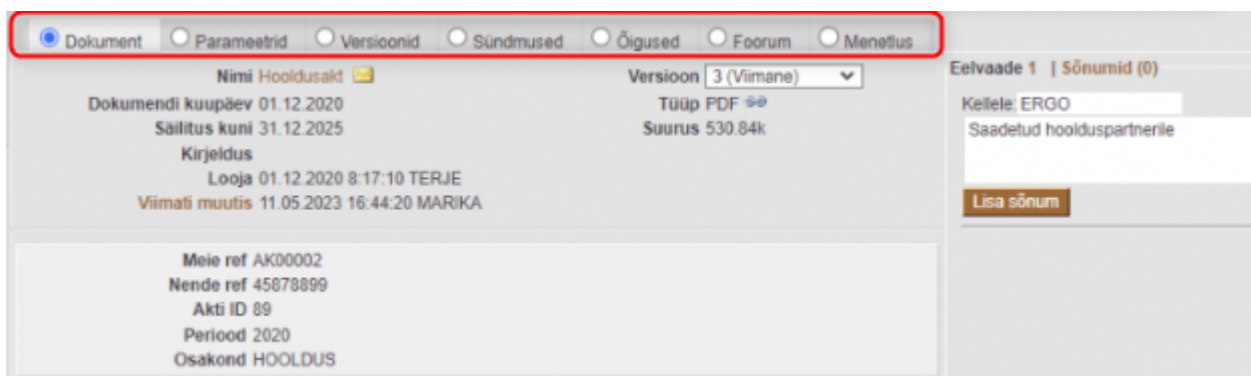 Dokument Parameetrid Versioonid Sündmused Õigused Foorum Menetlus
Nimi Hooldusakt
Dokumendi kuupäev 01.12.2020
Säilitus kuni 31.12.2025
Kirjeldus
Looja 01.12.2020 8:17:10 TERJE
Viimati muutis 11.05.2023 16:44:20 MARIKA
Versioon 3 (Viimane)
Tüüp PDF
Suurus 530.84k
Eelvaade 1 | Sõnumid (0)
Kellele: ERGO
Saadetud hoolduspartnerile
Lisa sõnum
Meie ref AK00002
Nende ref 45878899
Akti ID 89
Periood 2020
Osakond HOOLDUS